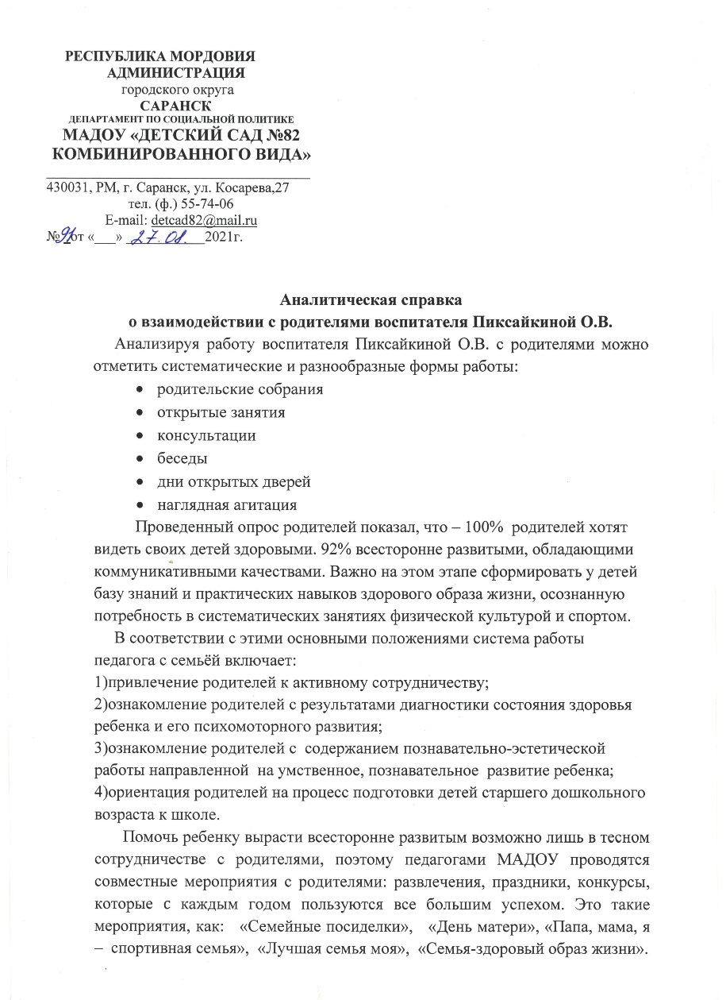 РЕСПУБЛИКА МОРДОВИЯ
АДМИНИСТРАЦИЯ
городского округа
САРАНСК
ДЕПАРТАМЕНТ ПО СОЦИАЛЬНОЙ ПОЛИТИКЕ
МАДОУ «ДЕТСКИЙ САД №82
КОМБИНИРОВАННОГО ВИДА»
430031, РМ, г. Саранск, ул. Косарева,27
тел. (ф.) 55-74-06
E-mail: detcad82@mail.ru
№91от «___» 27.08. 2021г.
Аналитическая справка
о взаимодействии с родителями воспитателя Пиксайкиной О.В.
Анализируя работу воспитателя Пиксайкиной О.В. с родителями можно
отметить систематические и разнообразные формы работы:
• родительские собрания
• открытые занятия
• консультации
• беседы
• дни открытых дверей
• наглядная агитация
Проведенный опрос родителей показал, что – 100% родителей хотят
видеть своих детей здоровыми. 92% всесторонне развитыми, обладающими
коммуникативными качествами. Важно на этом этапе сформировать у детей
базу знаний и практических навыков здорового образа жизни, осознанную
потребность в систематических занятиях физической культурой и спортом.
В соответствии с этими основными положениями система работы
педагога с семьёй включает:
1)привлечение родителей к активному сотрудничеству;
2)ознакомление родителей с результатами диагностики состояния здоровья
ребенка и его психомоторного развития;
3)ознакомление родителей с содержанием познавательно-эстетической
работы направленной на умственное, познавательное развитие ребенка;
4)ориентация родителей на процесс подготовки детей старшего дошкольного
возраста к школе.
Помочь ребенку вырасти всесторонне развитым возможно лишь в тесном
сотрудничестве с родителями, поэтому педагогами МАДОУ проводятся
совместные мероприятия с родителями: развлечения, праздники, конкурсы,
которые с каждым годом пользуются все большим успехом. Это такие
мероприятия, как: «Семейные посиделки», «День матери», «Папа, мама, я
– спортивная семья», «Лучшая семья моя», «Семья-здоровый образ жизни».